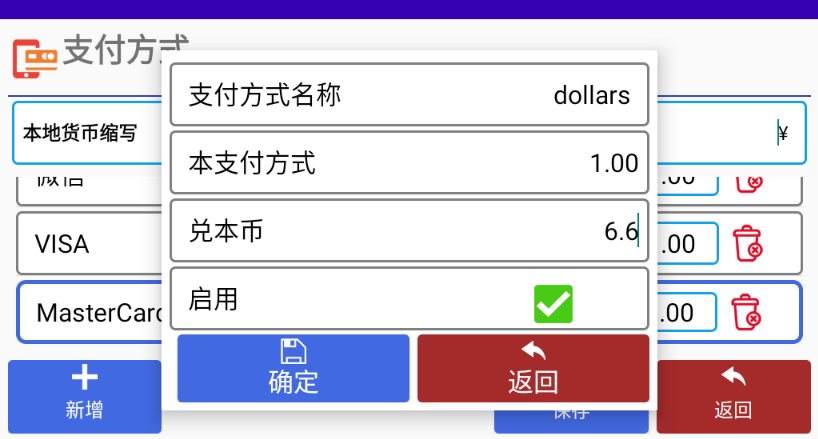 支付方式
支付方式名称 dollars
本地货币缩写 ¥
本支付方式 1.00
微信 .00
兑本币 6.6
VISA .00
启用
MasterCard .00
确定 返回
新增 保存 返回